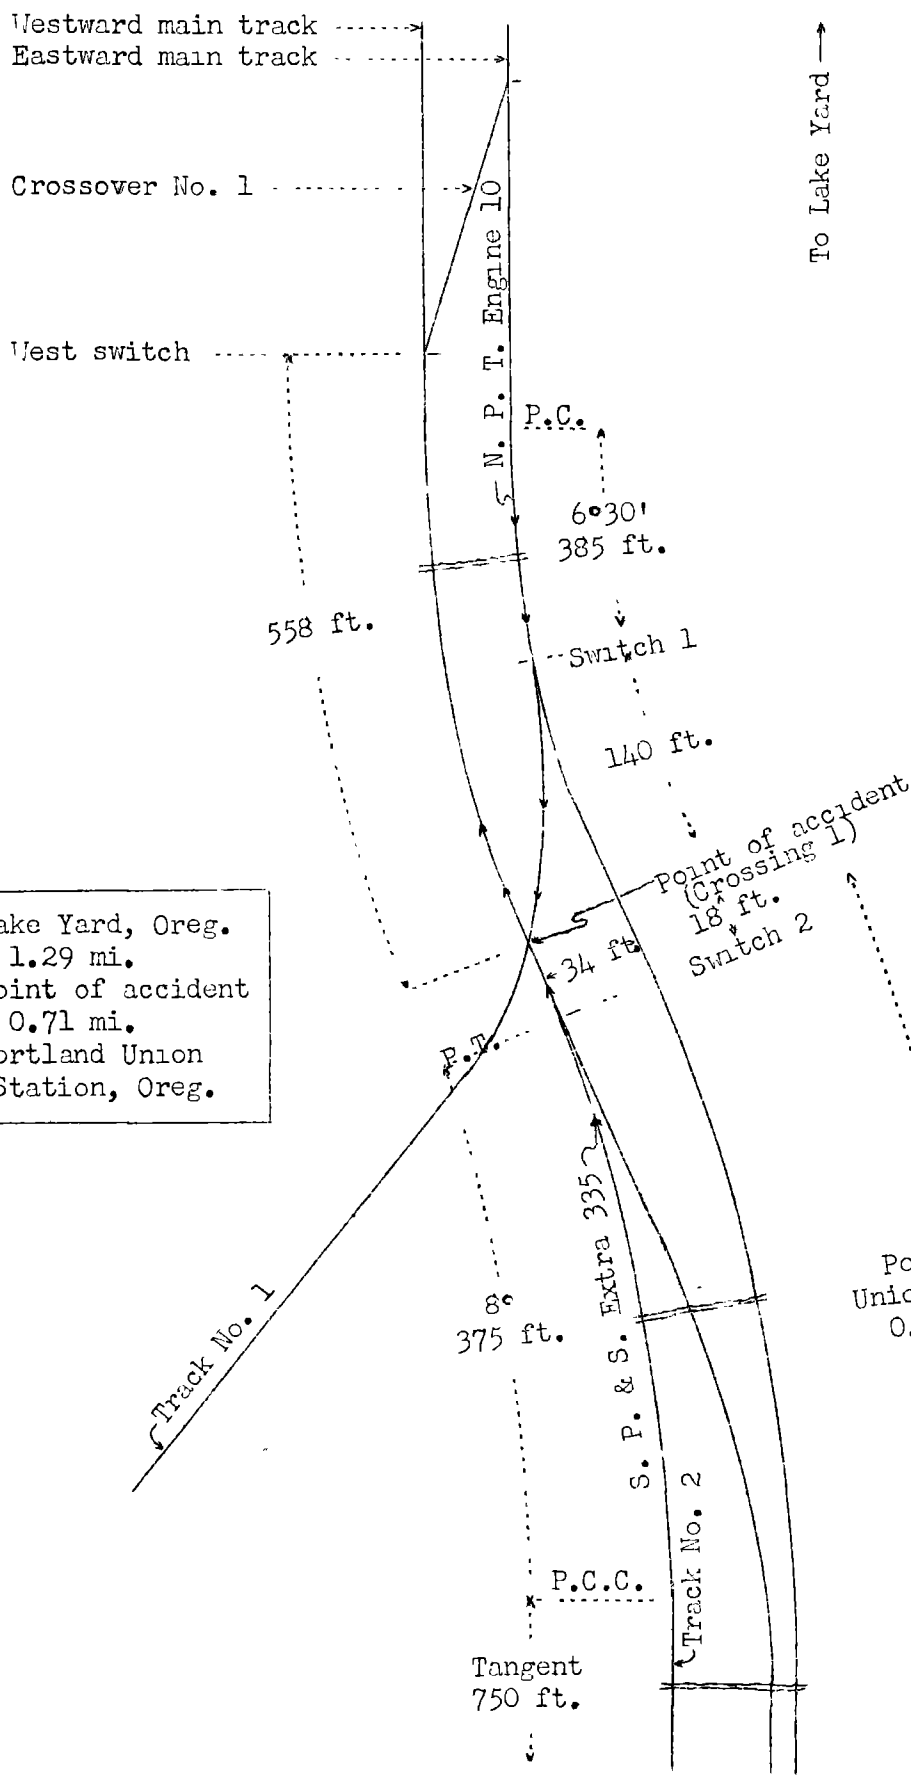 Westward main track
Eastward main track
To Lake Yard
Crossover No. 1
N. P. T. Engine 10
West switch
P.C.
6°30'
385 ft.
558 ft.
Switch 1
140 ft.
Point of accident
(Crossing 1)
18 ft.
Switch 2
34 ft.
ake Yard, Oreg.
1.29 mi.
oint of accident
0.71 mi.
ortland Union
Station, Oreg.
P.T.
S. P. & S. Extra 335
Track No. 1
8°
375 ft.
Po
Unio
0.
Track No. 2
P.C.C.
Tangent
750 ft.